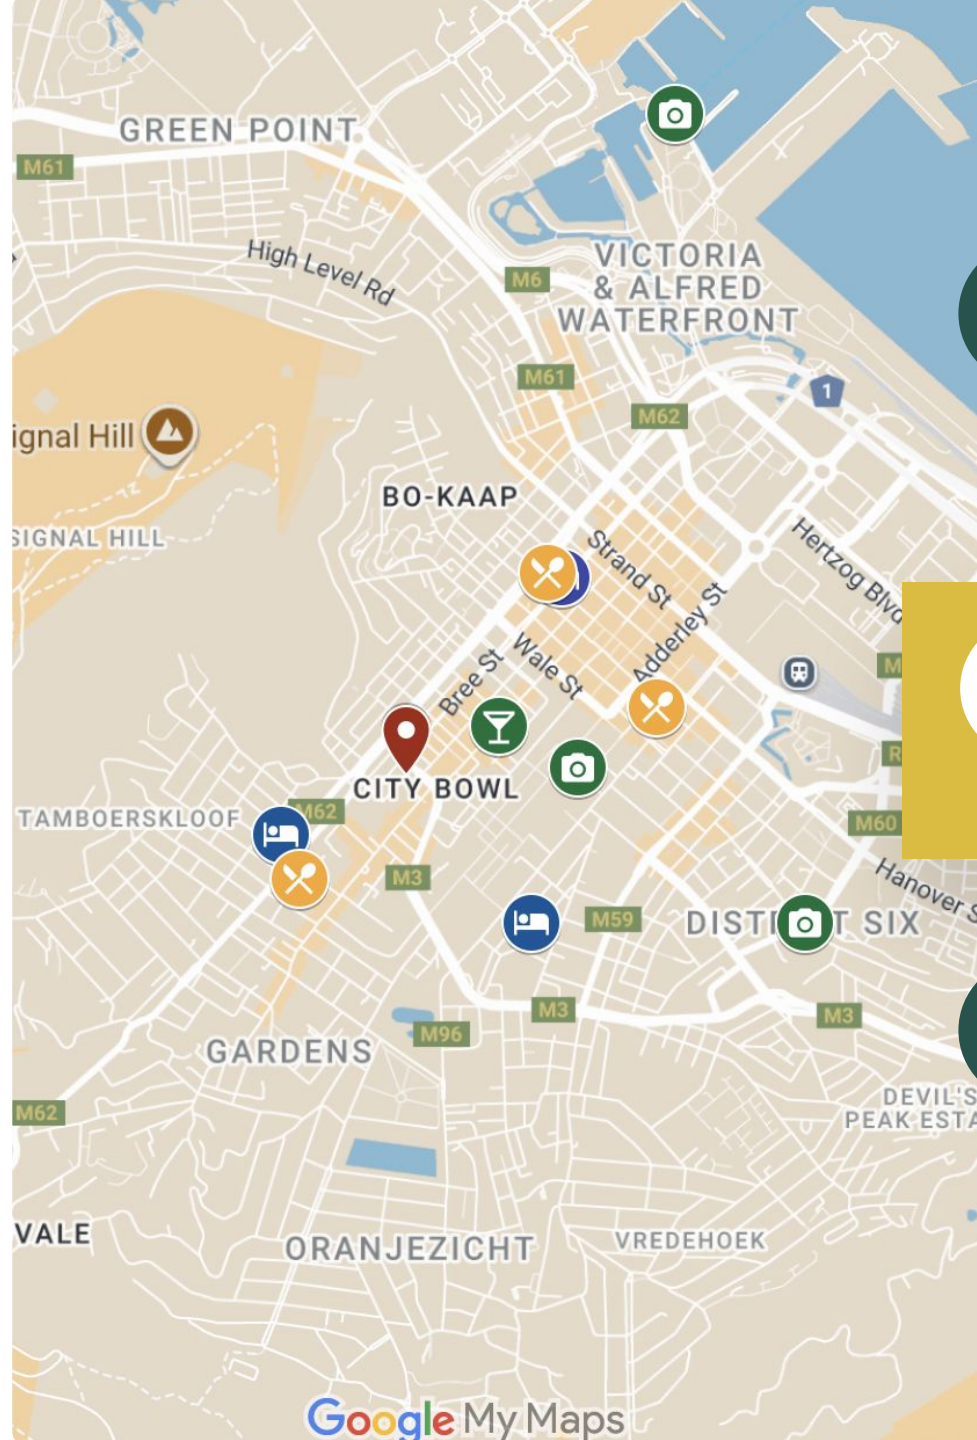 GREEN POINT
M61
High Level Rd
VICTORIA
& ALFRED
WATERFRONT
M6
M61
1
M62
ignal Hill
BO-KAAP
SIGNAL HILL
Strand St
Hertzog Blvd
Adderley St
Wale St
Bree St
M
R
CITY BOWL
TAMBOERSKLOOF
M62
M60
M3
Hanover S
M59
DISTI T SIX
M3
M3
M96
GARDENS
M62
DEVIL'S
PEAK ESTA
VALE
ORANJEZICHT
VREDEHOEK
Google My Maps